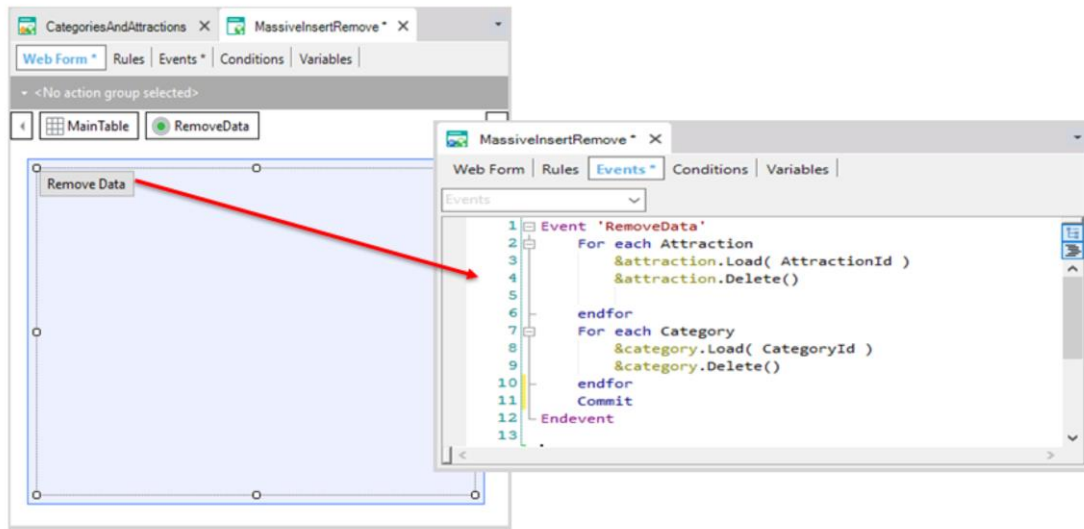 CategoriesAndAttractions X MassiveInsertRemove * X
Web Form * Rules Events * Conditions Variables
<No action group selected>
MainTable RemoveData
Remove Data
MassiveInsertRemove * X
Web Form Rules Events * Conditions Variables
Events
1 Event 'RemoveData'
2 For each Attraction
3 &attraction.Load( AttractionId )
4 &attraction.Delete()
5
6 endfor
7 For each Category
8 &category.Load( CategoryId )
9 &category.Delete()
10 endfor
11 Commit
12 Endevent
13